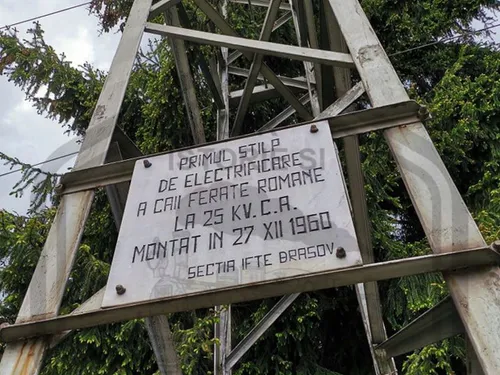 PRIMUL STILP
DE ELECTRIFICARE
A CAII FERATE ROMANE
LA 25 KV.C.A.
MONTAT IN 27 XII 1960
SECTIA IFTE BRASOV